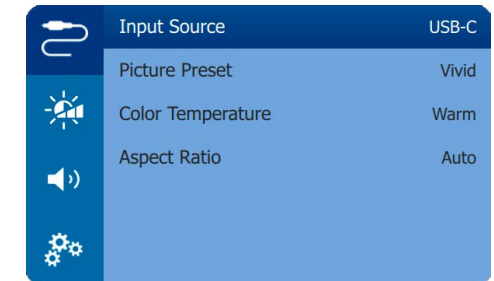 Input Source USB-C
Picture Preset Vivid
Color Temperature Warm
Aspect Ratio Auto